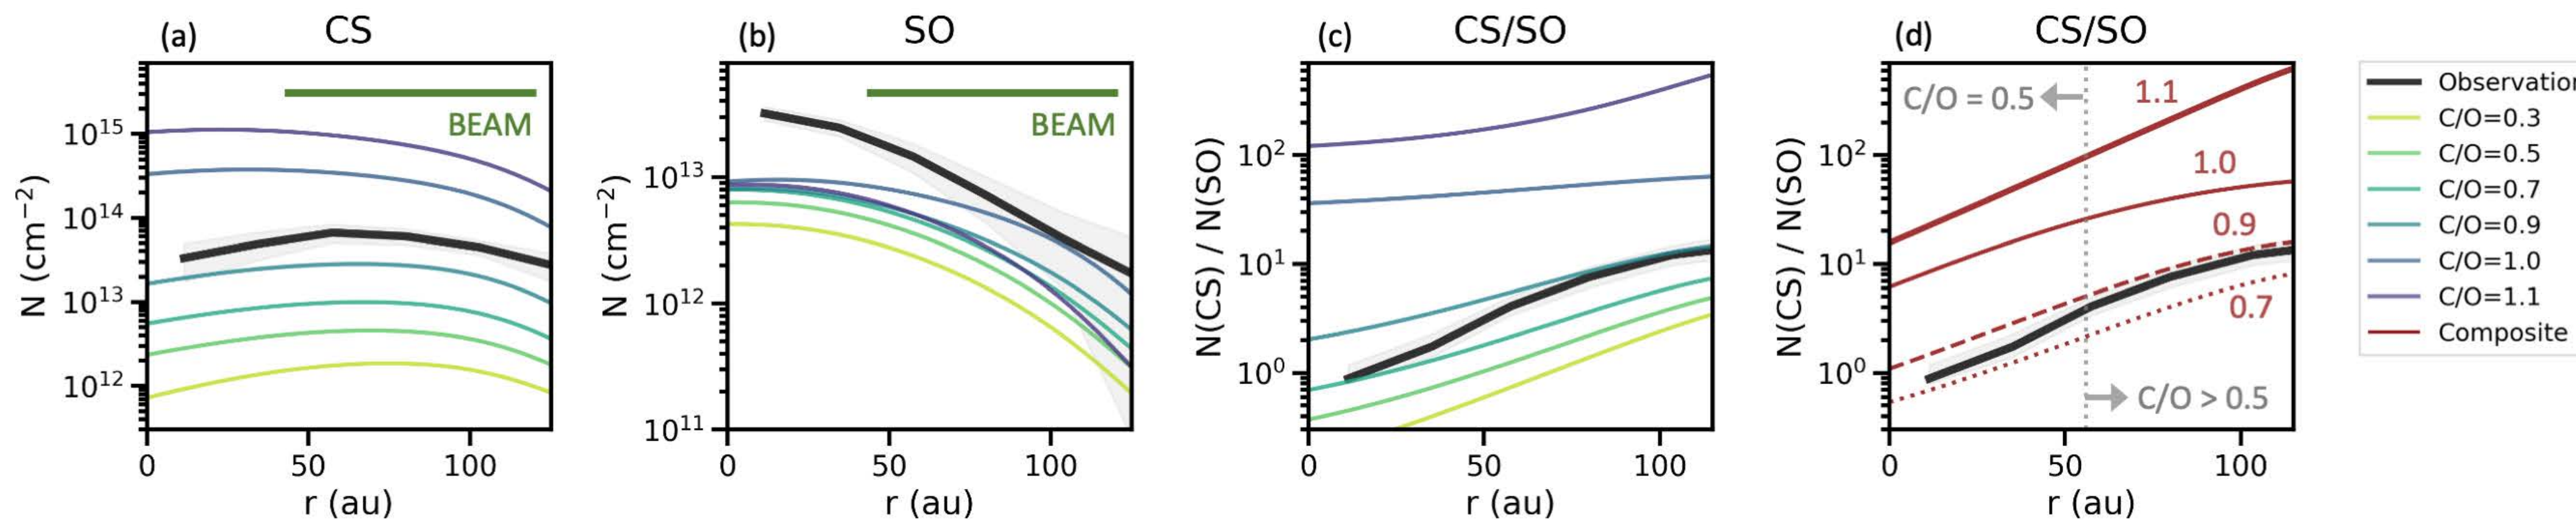 (a) CS
BEAM
10^15
10^14
10^13
10^12
N (cm^−2)
0 50 100
r (au)
(b) SO
BEAM
10^13
10^12
10^11
N (cm^−2)
0 50 100
r (au)
(c) CS/SO
10^2
10^1
10^0
N(CS) / N(SO)
0 50 100
r (au)
(d) CS/SO
C/O = 0.5
1.1
1.0
0.9
0.7
C/O > 0.5
10^2
10^1
10^0
N(CS) / N(SO)
0 50 100
r (au)
C/O=0.3
C/O=0.5
C/O=0.7
C/O=0.9
C/O=1.0
C/O=1.1
Composite